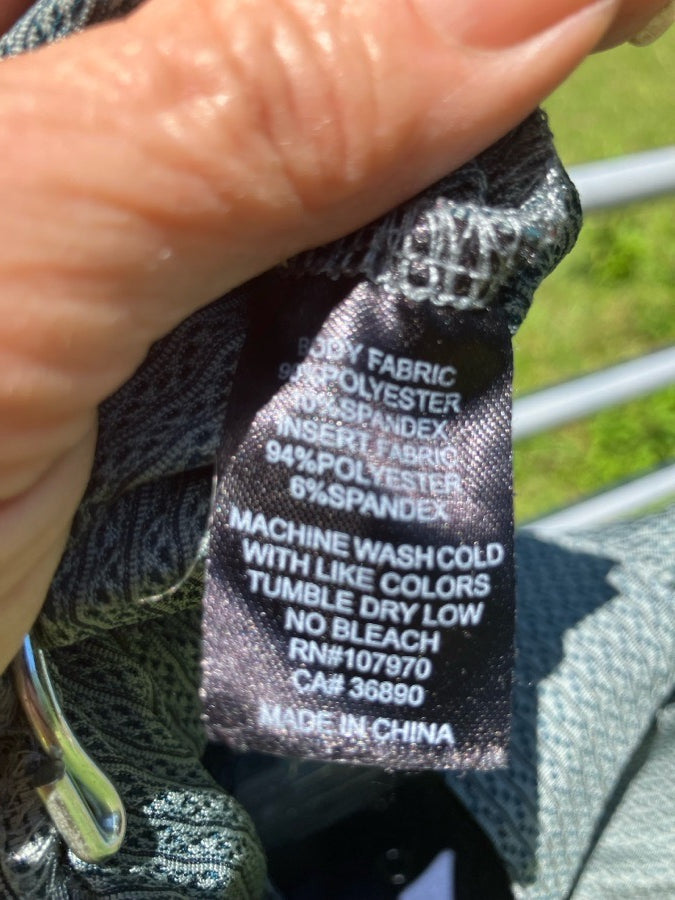 BODY FABRIC
90%POLYESTER
10%SPANDEX
INSERT FABRIC
94%POLYESTER
6%SPANDEX
MACHINE WASH COLD
WITH LIKE COLORS
TUMBLE DRY LOW
NO BLEACH
RN#107970
CA# 36890
MADE IN CHINA